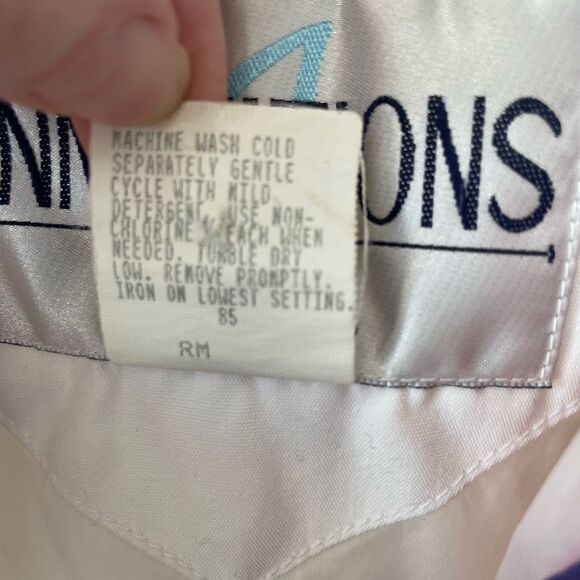 MACHINE WASH COLD
SEPARATELY GENTLE
CYCLE WITH MILD
DETERGENT, USE NON-
CHLORINE BLEACH WHEN
NEEDED. TUMBLE DRY
LOW. REMOVE PROMPTLY.
IRON ON LOWEST SETTING.
85
RM